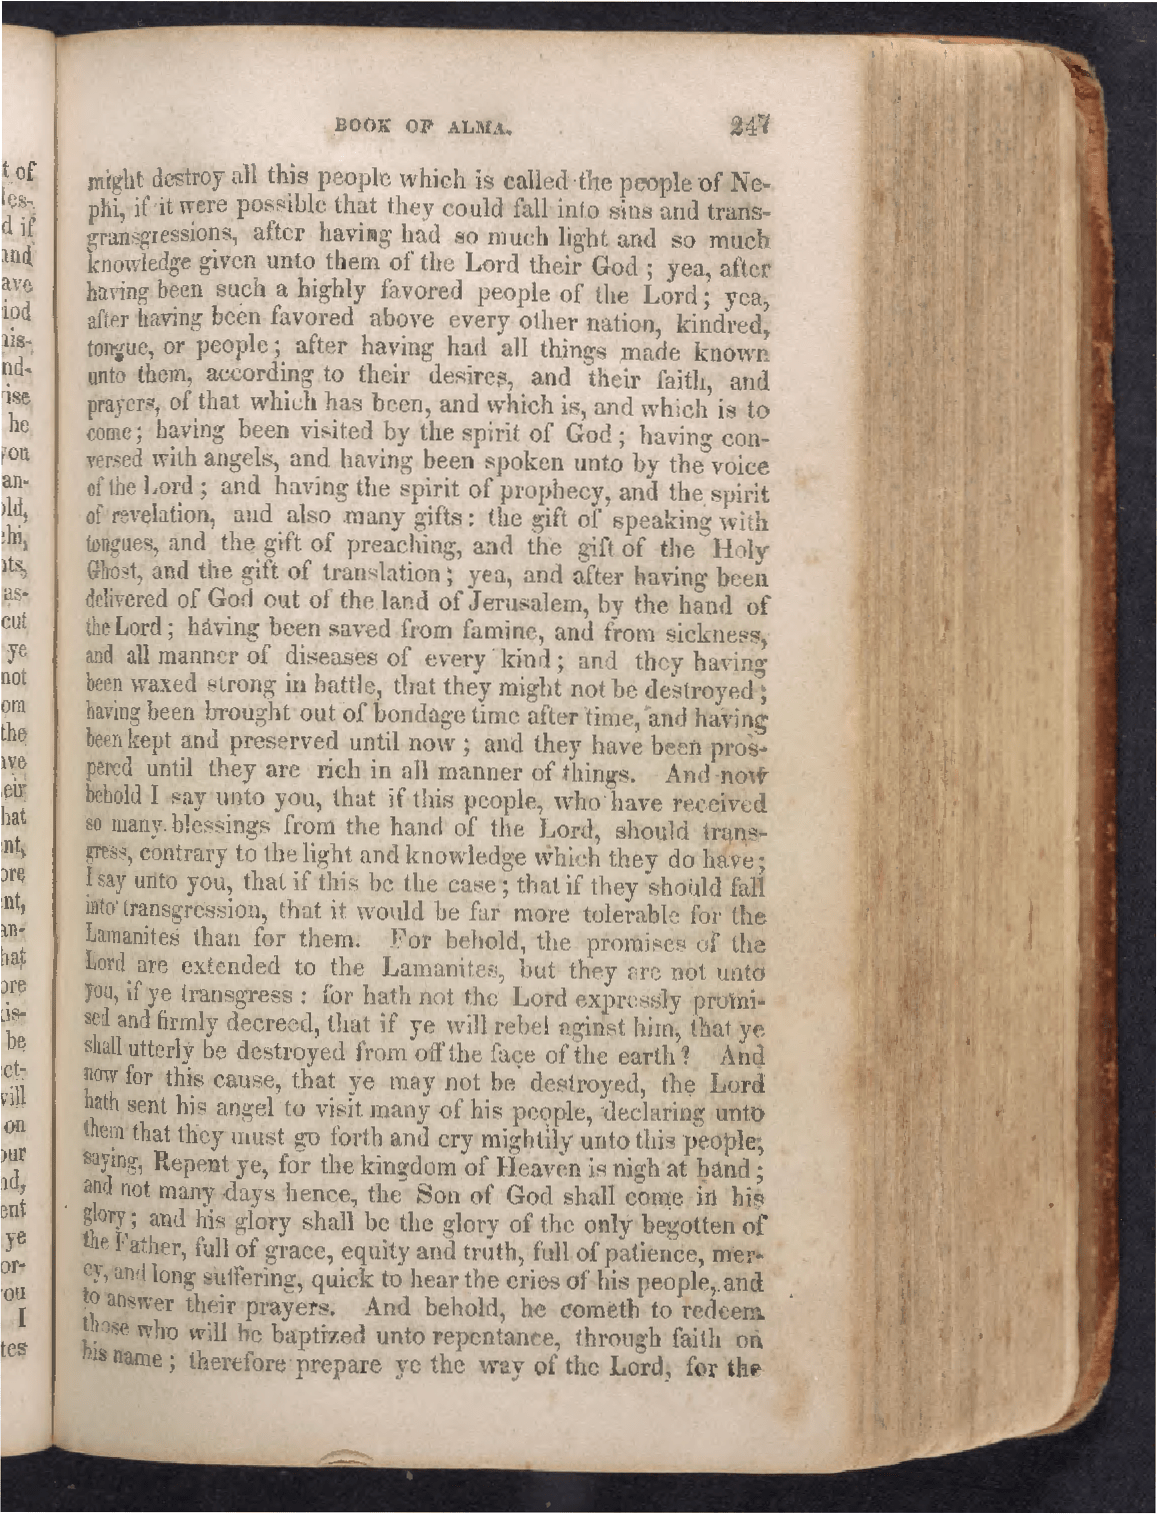 BOOK OF ALMA. 247
might destroy all this people which is called the people of Ne-
phi, if it were possible that they could fall into sins and trans-
gransgressions, after having had so much light and so much
knowledge given unto them of the Lord their God ; yea, after
having been such a highly favored people of the Lord; yea,
after having been favored above every other nation, kindred,
tongue, or people; after having had all things made known
unto them, according to their desires, and their faith, and
prayers, of that which has been, and which is, and which is to
come; having been visited by the spirit of God; having con-
versed with angels, and having been spoken unto by the voice
of the Lord; and having the spirit of prophecy, and the spirit
of revelation, and also many gifts: the gift of speaking with
tongues, and the gift of preaching, and the gift of the Holy
Ghost, and the gift of translation; yea, and after having been
delivered of God out of the land of Jerusalem, by the hand of
the Lord; having been saved from famine, and from sickness,
and all manner of diseases of every kind; and they having
been waxed strong in battle, that they might not be destroyed;
having been brought out of bondage time after time, and having
been kept and preserved until now; and they have been pros-
pered until they are rich in all manner of things. And now
behold I say unto you, that if this people, who have received
so many blessings from the hand of the Lord, should trans-
gress, contrary to the light and knowledge which they do have;
I say unto you, that if this be the case; that if they should fall
into transgression, that it would be far more tolerable for the
Lamanites than for them. For behold, the promises of the
Lord are extended to the Lamanites, but they are not unto
you, if ye transgress: for hath not the Lord expressly promi-
sed and firmly decreed, that if ye will rebel aginst him, that ye
shall utterly be destroyed from off the face of the earth? And
now for this cause, that ye may not be destroyed, the Lord
hath sent his angel to visit many of his people, declaring unto
them that they must go forth and cry mightily unto this people,
saying, Repent ye, for the kingdom of Heaven is nigh at hand;
and not many days hence, the Son of God shall come in his
glory; and his glory shall be the glory of the only begotten of
the Father, full of grace, equity and truth, full of patience, mer-
cy, and long suffering, quick to hear the cries of his people, and
to answer their prayers. And behold, he cometh to redeem
those who will be baptized unto repentance, through faith on
his name; therefore prepare ye the way of the Lord, for the